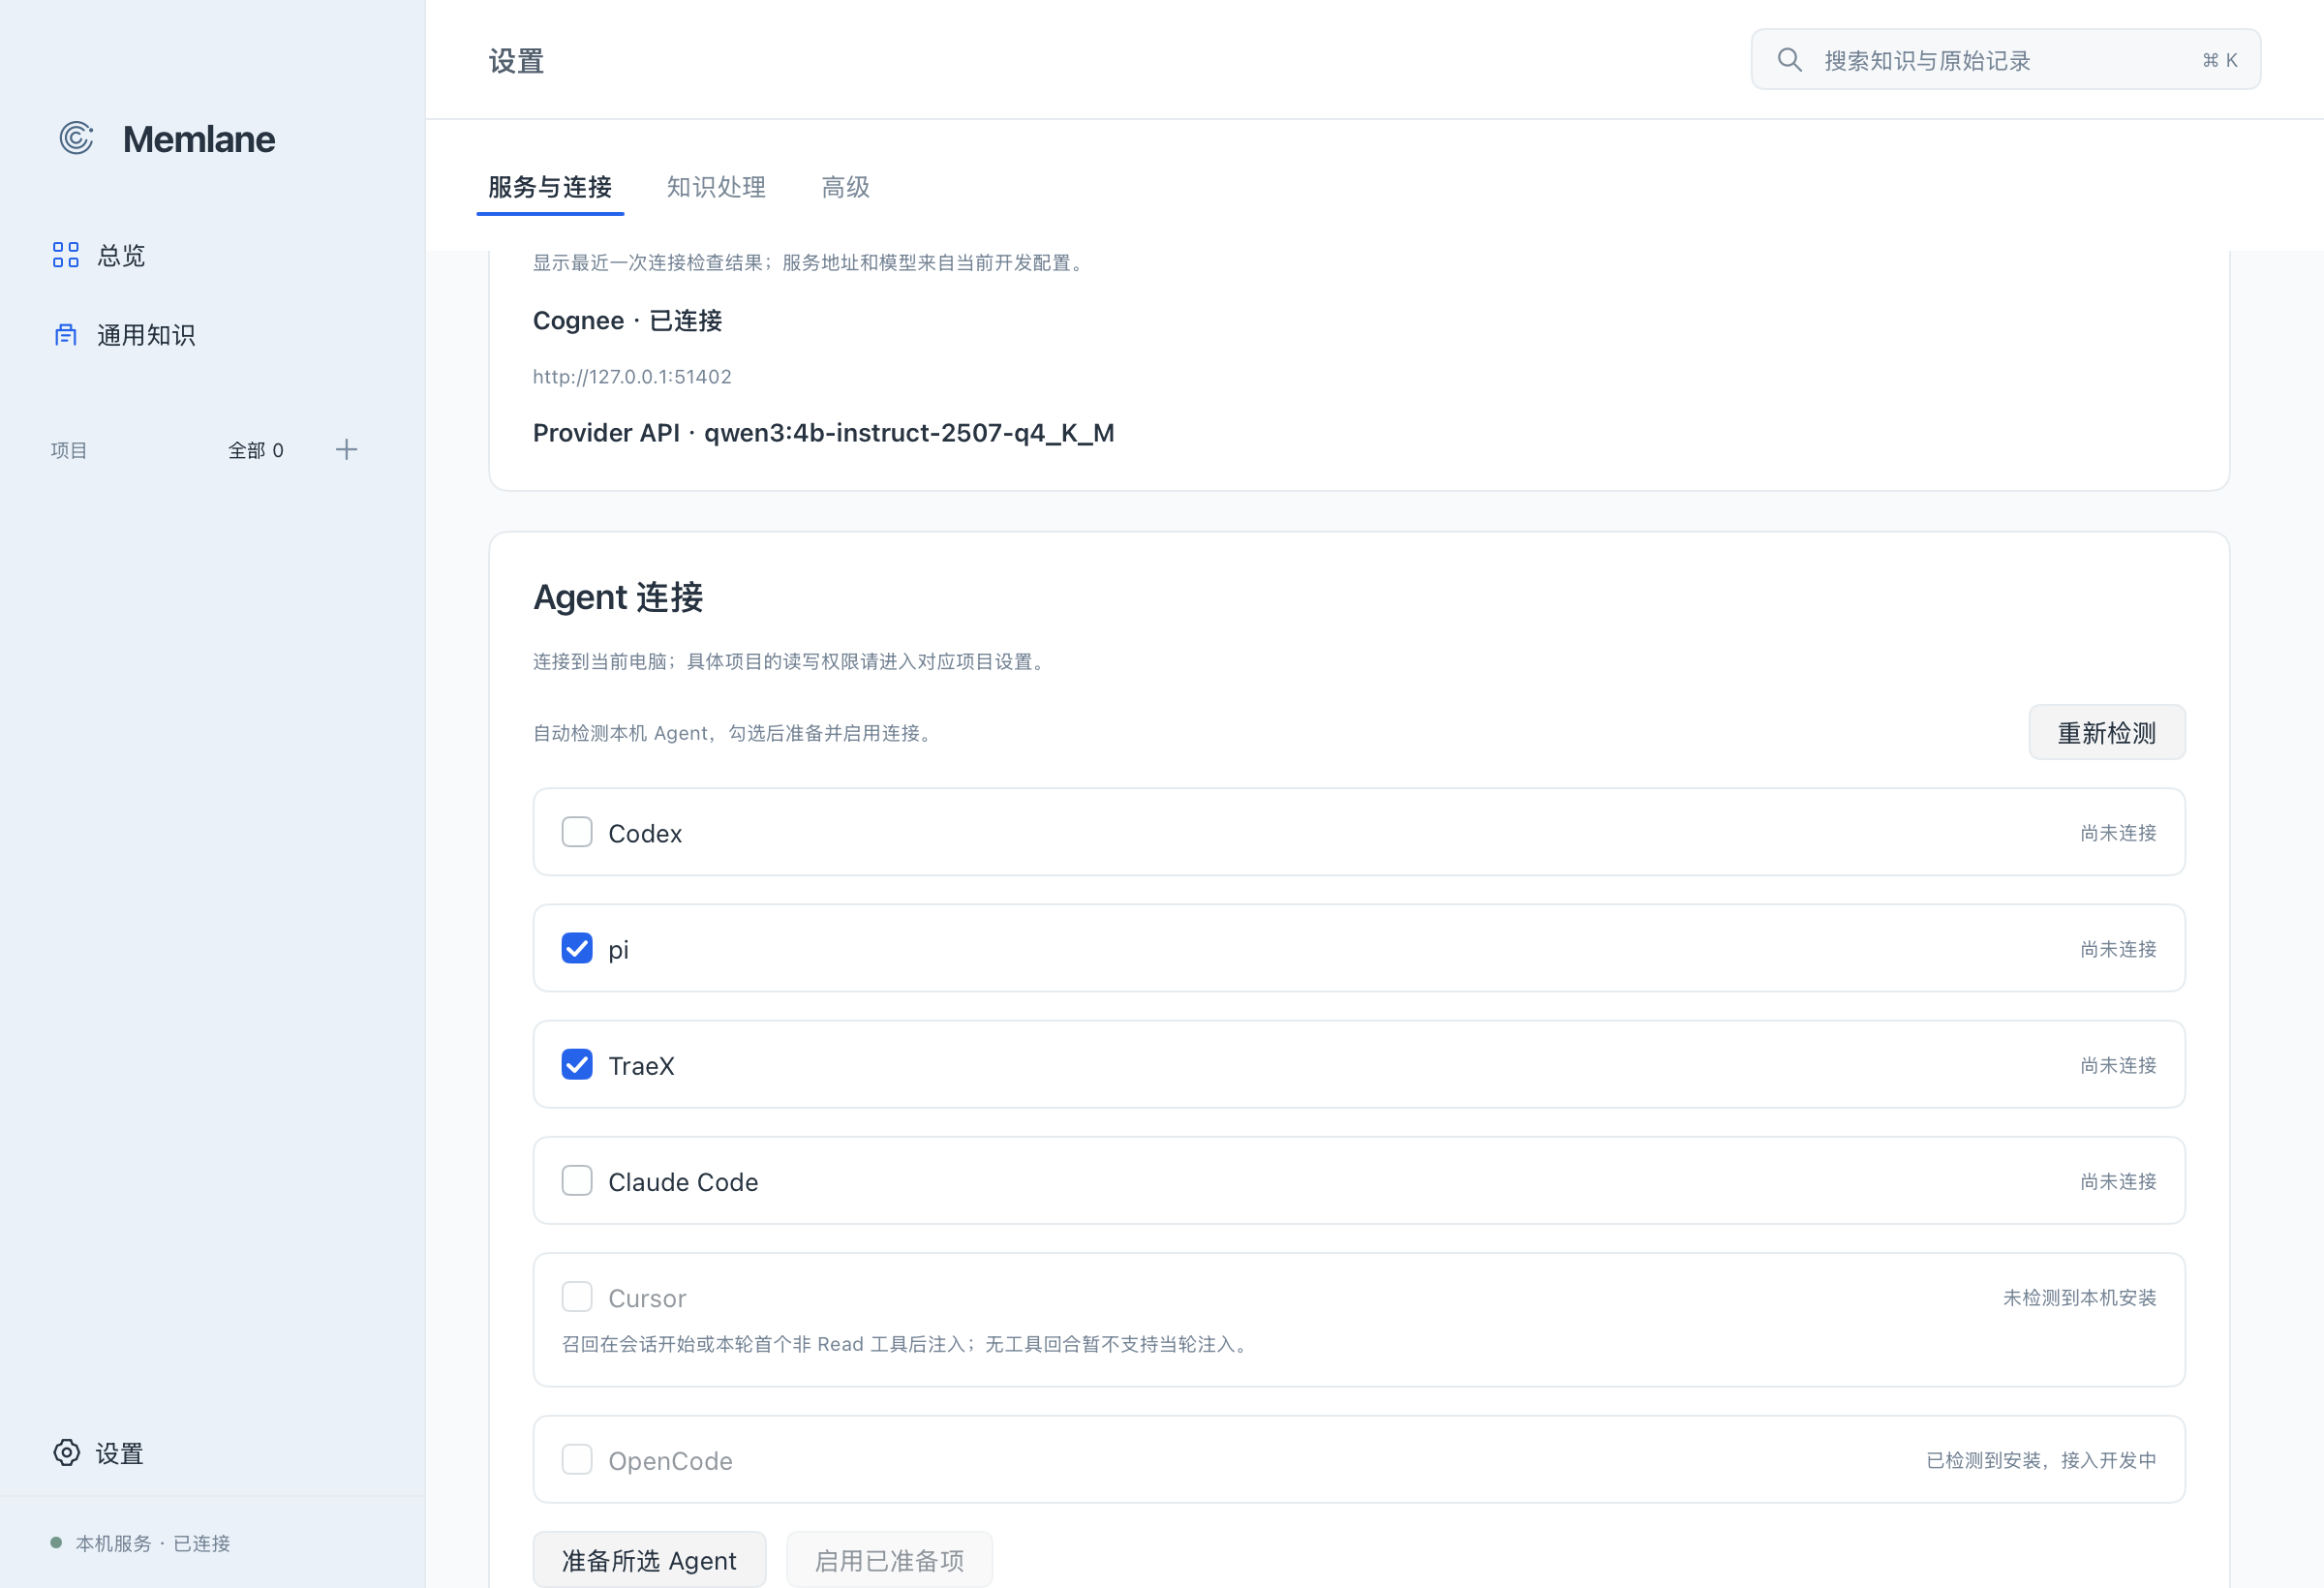 设置
搜索知识与原始记录 ⌘ K
Memlane
总览
通用知识
项目 全部 0
设置
本机服务 · 已连接
服务与连接 知识处理 高级
显示最近一次连接检查结果；服务地址和模型来自当前开发配置。
Cognee · 已连接
http://127.0.0.1:51402
Provider API · qwen3:4b-instruct-2507-q4_K_M
Agent 连接
连接到当前电脑；具体项目的读写权限请进入对应项目设置。
自动检测本机 Agent，勾选后准备并启用连接。 重新检测
Codex 尚未连接
pi 尚未连接
TraeX 尚未连接
Claude Code 尚未连接
Cursor 未检测到本机安装
召回在会话开始或本轮首个非 Read 工具后注入；无工具回合暂不支持当轮注入。
OpenCode 已检测到安装，接入开发中
准备所选 Agent 启用已准备项